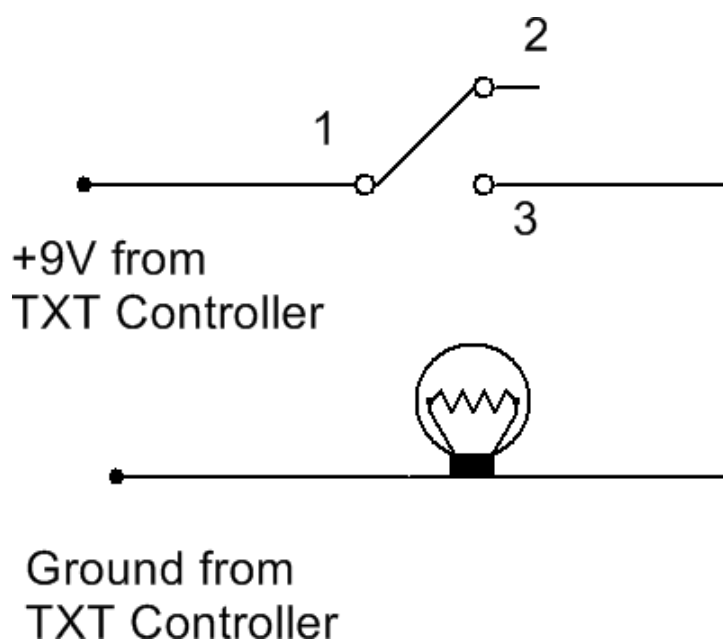 2
1
3
+9V from
TXT Controller
Ground from
TXT Controller